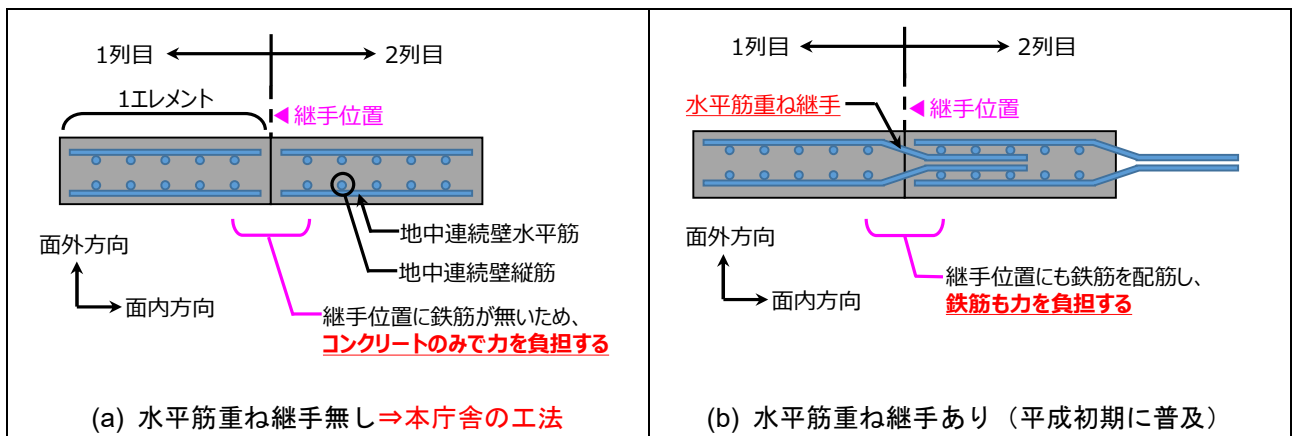 1列目
2列目
1エレメント
◀継手位置
地中連続壁水平筋
地中連続壁縦筋
面外方向
面内方向
継手位置に鉄筋が無いため、
コンクリートのみで力を負担する
(a) 水平筋重ね継手無し⇒本庁舎の工法
1列目
2列目
水平筋重ね継手
◀継手位置
面外方向
面内方向
継手位置にも鉄筋を配筋し、
鉄筋も力を負担する
(b) 水平筋重ね継手あり（平成初期に普及）